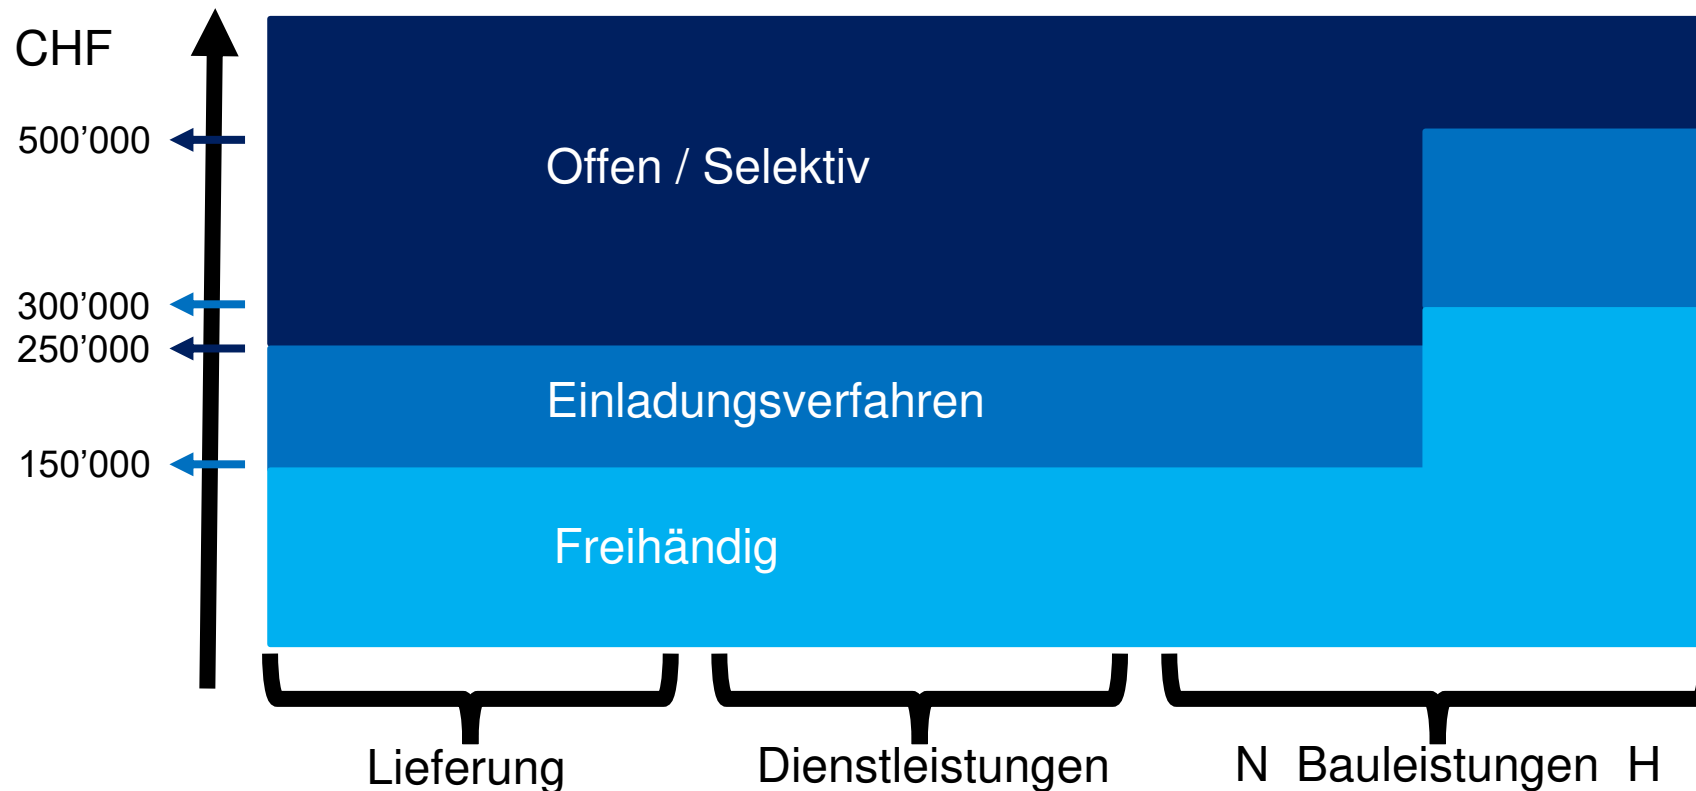 CHF
500’000
Offen / Selektiv
300’000
250’000
Einladungsverfahren
150’000
Freihändig
Lieferung
Dienstleistungen
N Bauleistungen H